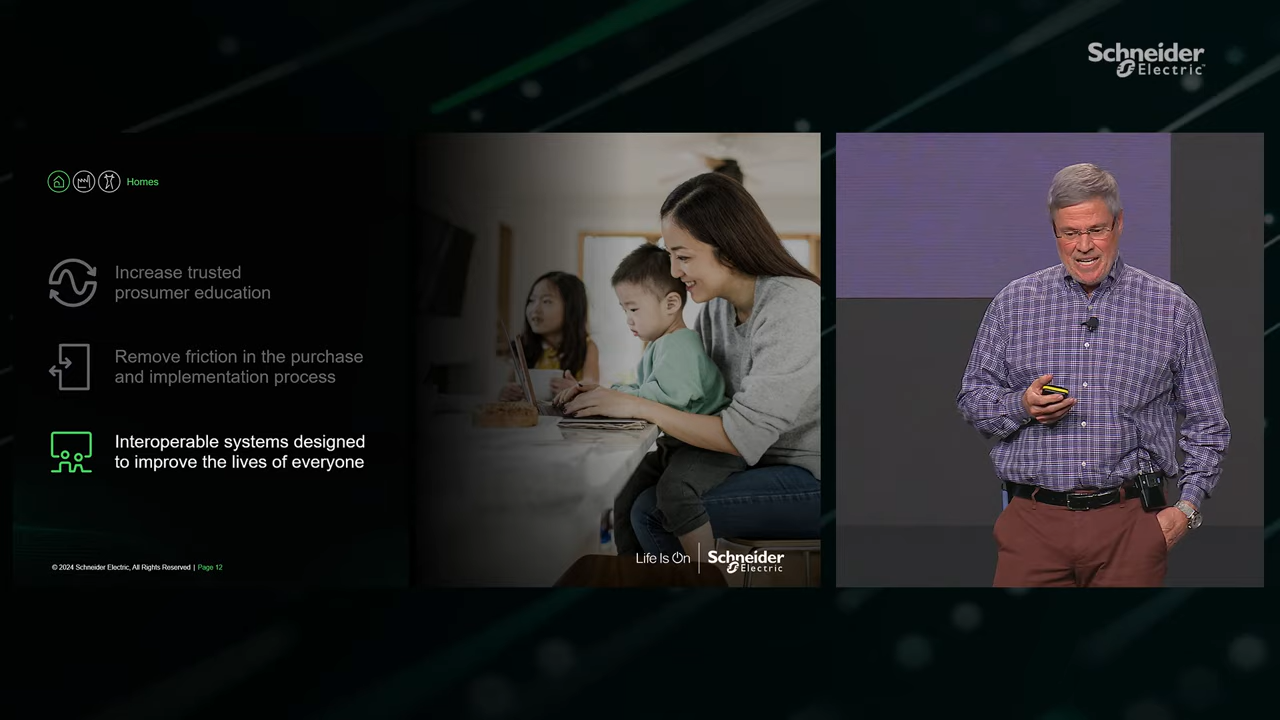 Schneider
Electric
Homes
Increase trusted
prosumer education
Remove friction in the purchase
and implementation process
Interoperable systems designed
to improve the lives of everyone
© 2024 Schneider Electric, All Rights Reserved | Page 12
Life Is On | Schneider
Electric